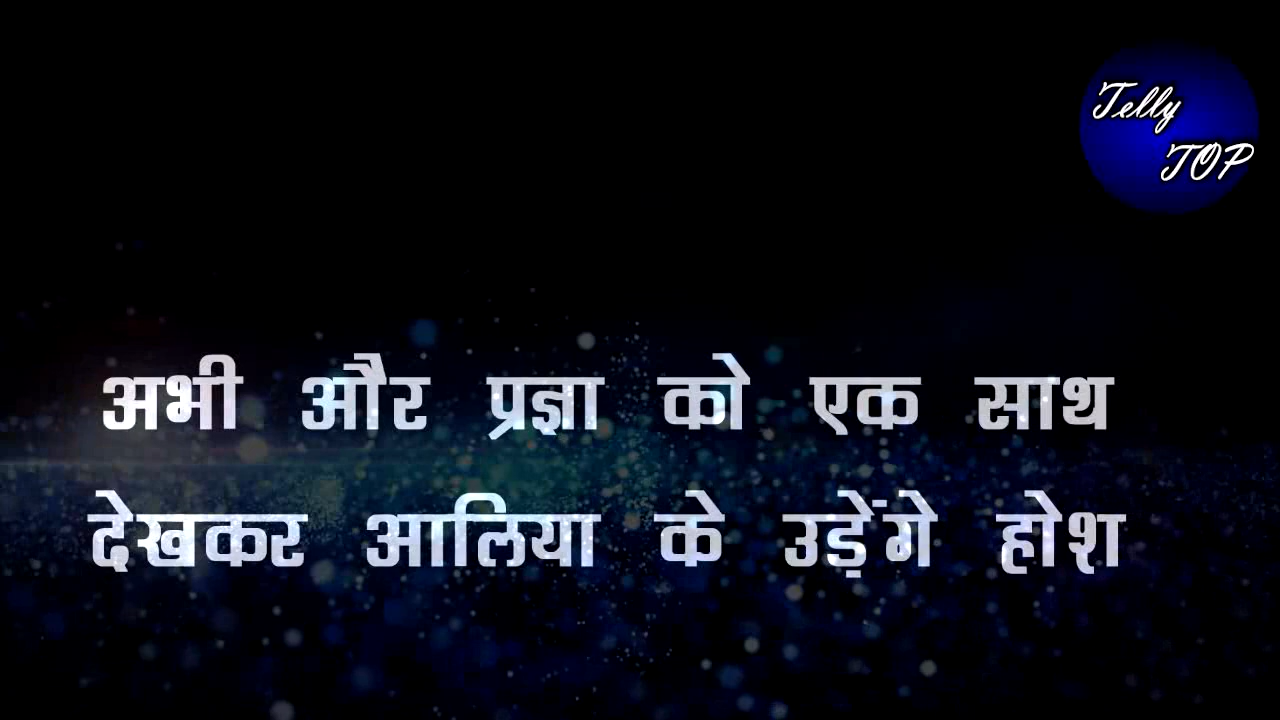 Telly
TOP
अभी और प्रज्ञा को एक साथ
देखकर आलिया के उड़ेंगे होश